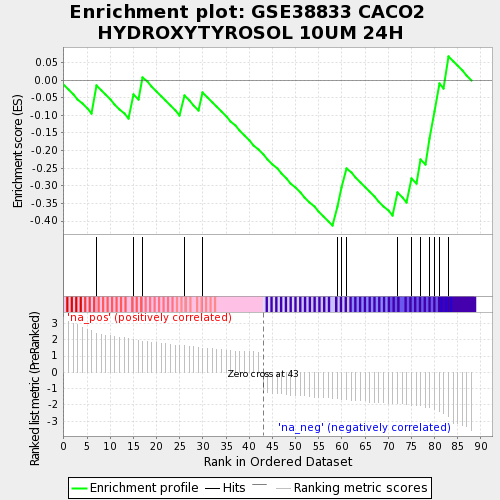 Enrichment plot: GSE38833 CACO2
HYDROXYTYROSOL 10UM 24H
Enrichment score (ES)
0.05
0.00
-0.05
-0.10
-0.15
-0.20
-0.25
-0.30
-0.35
-0.40
Ranked list metric (PreRanked)
3
2
1
0
-1
-2
-3
'na_pos' (positively correlated)
Zero cross at 43
'na_neg' (negatively correlated)
0 5 10 15 20 25 30 35 40 45 50 55 60 65 70 75 80 85 90
Rank in Ordered Dataset
Enrichment profile Hits Ranking metric scores